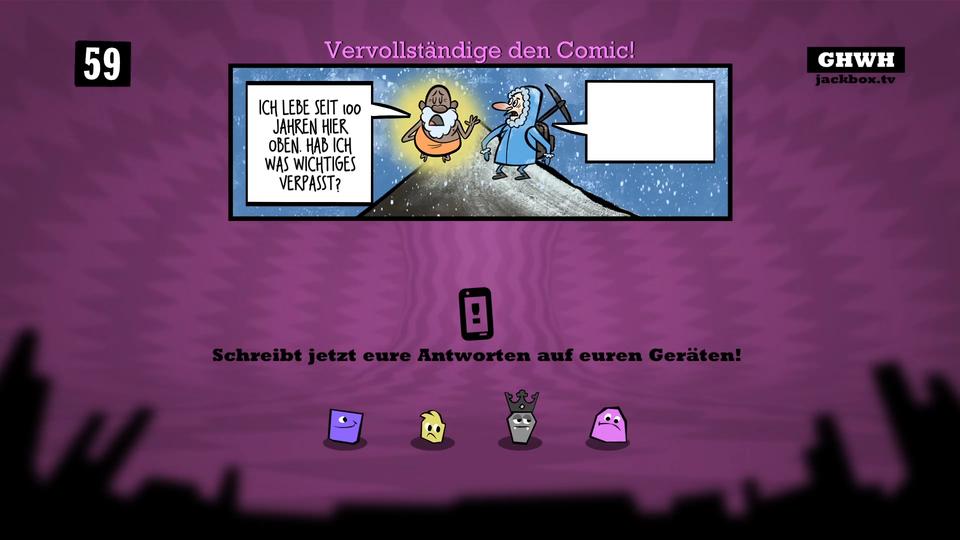 Vervollständige den Comic!
59
GHWH
jackbox.tv
ICH LEBE SEIT 100
JAHREN HIER
OBEN. HAB ICH
WAS WICHTIGES
VERPASST?
!
Schreibt jetzt eure Antworten auf euren Geräten!